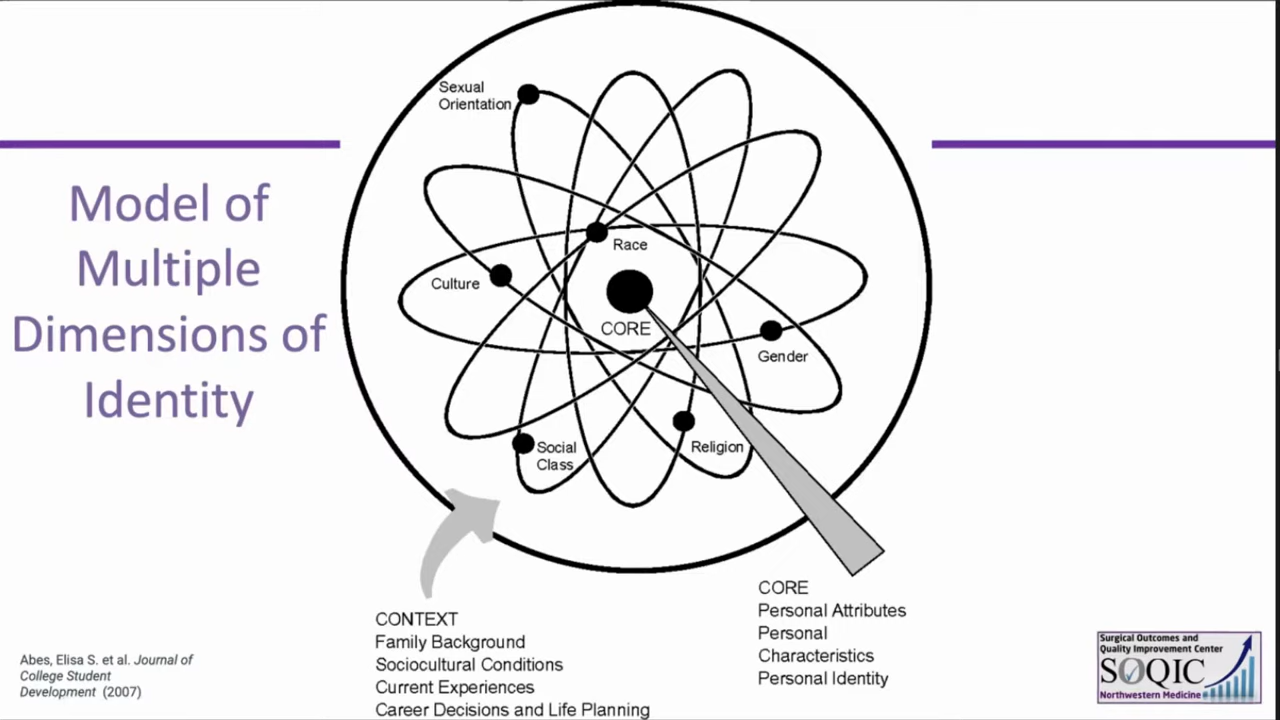 Model of
Multiple
Dimensions of
Identity
Sexual
Orientation
Race
Culture
CORE
Gender
Social
Class
Religion
CONTEXT
Family Background
Sociocultural Conditions
Current Experiences
Career Decisions and Life Planning
CORE
Personal Attributes
Personal
Characteristics
Personal Identity
Abes, Elisa S. et al. Journal of
College Student
Development (2007)
Surgical Outcomes and
Quality Improvement Center
SOQIC
Northwestern Medicine